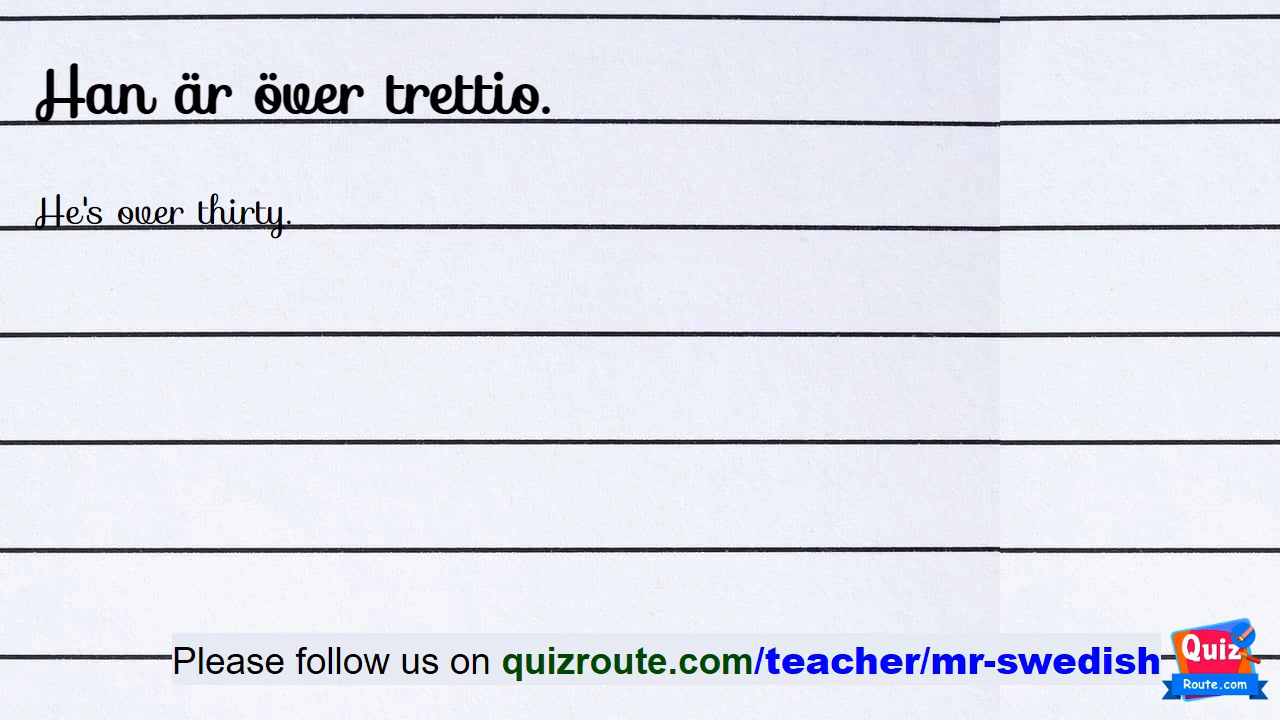 Han är över trettio.
He's over thirty.
Please follow us on quizroute.com/teacher/mr-swedish
Quiz
Route.com